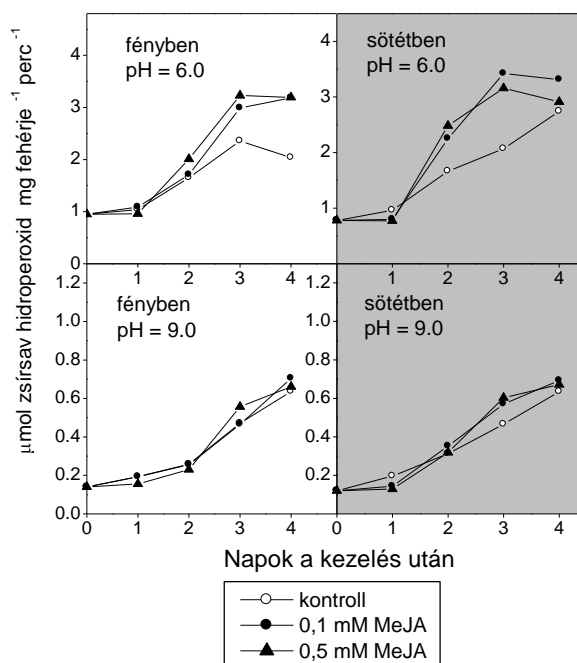 µmol zsírsav hidroperoxid mg fehérje -1 perc -1
fényben
pH = 6.0
4
3
2
1
0
0 1 2 3 4
sötétben
pH = 6.0
4
3
2
1
0
0 1 2 3 4
fényben
pH = 9.0
1.2
1.0
0.8
0.6
0.4
0.2
0.0
0 1 2 3 4
sötétben
pH = 9.0
1.2
1.0
0.8
0.6
0.4
0.2
0 1 2 3 4
Napok a kezelés után
kontroll
0,1 mM MeJA
0,5 mM MeJA